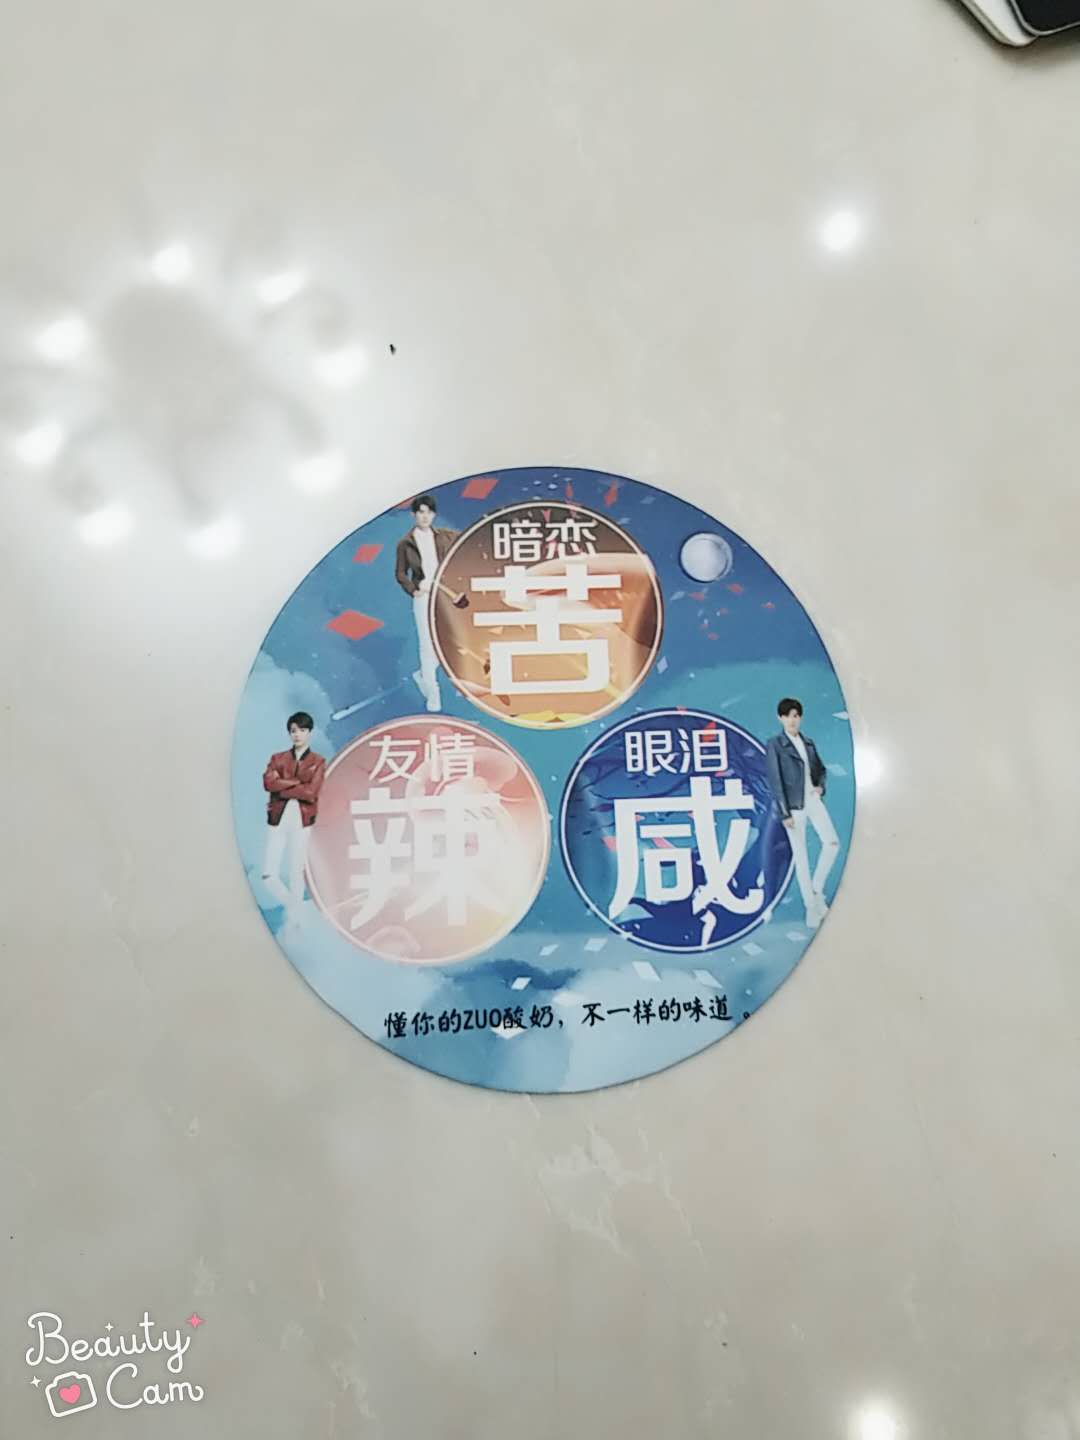 暗恋
苦
友情
辣
眼泪
咸
懂你的ZUO酸奶，不一样的味道。
Beauty
Cam